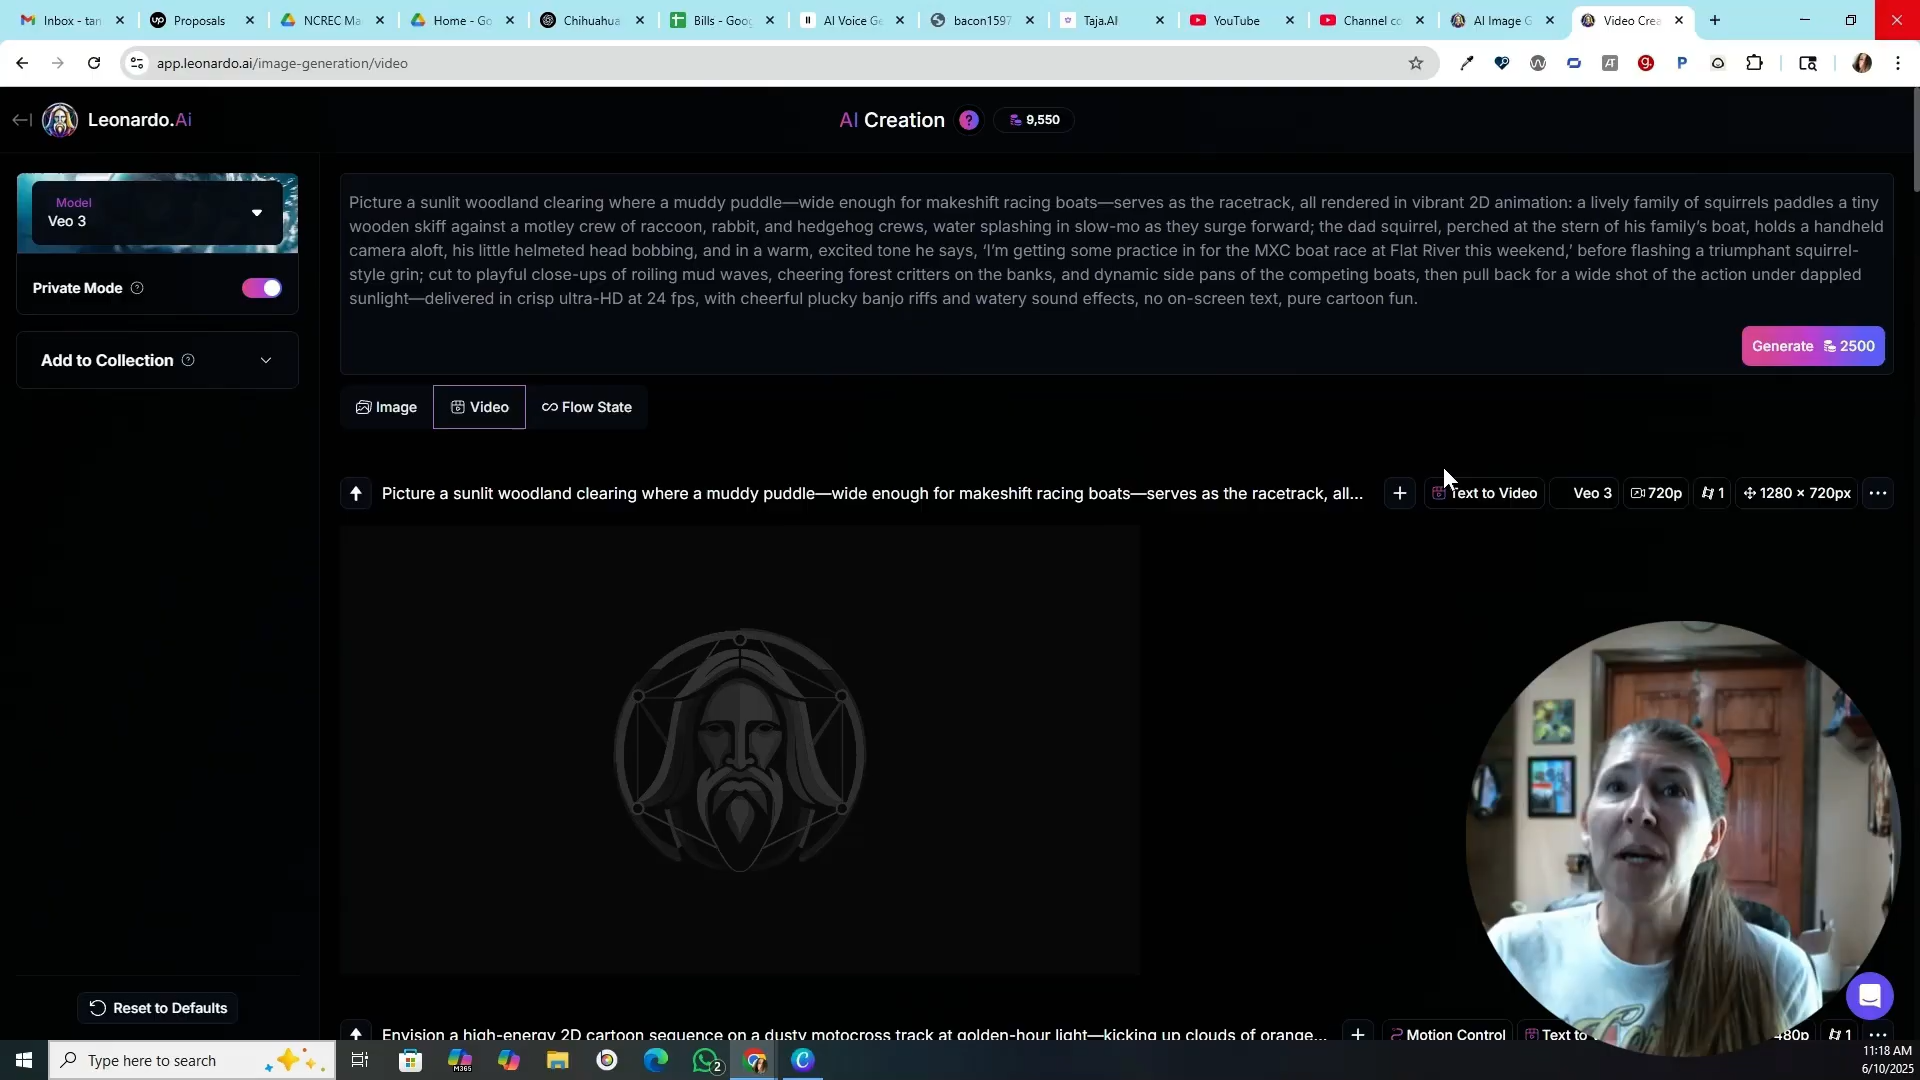 Inbox - tan
Proposals
NCREC Ma
Home - Go
Chihuahua
Bills - Goog
AI Voice Ge
bacon1597
Taja.AI
YouTube
Channel co
AI Image G
Video Crea
app.leonardo.ai/image-generation/video
Leonardo.Ai
AI Creation ? 9,550
Model
Veo 3
Private Mode
Add to Collection
Picture a sunlit woodland clearing where a muddy puddle—wide enough for makeshift racing boats—serves as the racetrack, all rendered in vibrant 2D animation: a lively family of squirrels paddles a tiny
wooden skiff against a motley crew of raccoon, rabbit, and hedgehog crews, water splashing in slow-mo as they surge forward; the dad squirrel, perched at the stern of his family's boat, holds a handheld
camera aloft, his little helmeted head bobbing, and in a warm, excited tone he says, ‘I’m getting some practice in for the MXC boat race at Flat River this weekend,’ before flashing a triumphant squirrel-
style grin; cut to playful close-ups of roiling mud waves, cheering forest critters on the banks, and dynamic side pans of the competing boats, then pull back for a wide shot of the action under dappled
sunlight—delivered in crisp ultra-HD at 24 fps, with cheerful plucky banjo riffs and watery sound effects, no on-screen text, pure cartoon fun.
Generate 2500
Image Video Flow State
Picture a sunlit woodland clearing where a muddy puddle—wide enough for makeshift racing boats—serves as the racetrack, all...
Text to Video Veo 3 720p 1 1280 × 720px
Reset to Defaults
Envision a high-energy 2D cartoon sequence on a dusty motocross track at golden-hour light—kicking up clouds of orange...
Motion Control Text to 480p 1
Type here to search
M365
2
11:18 AM
6/10/2025